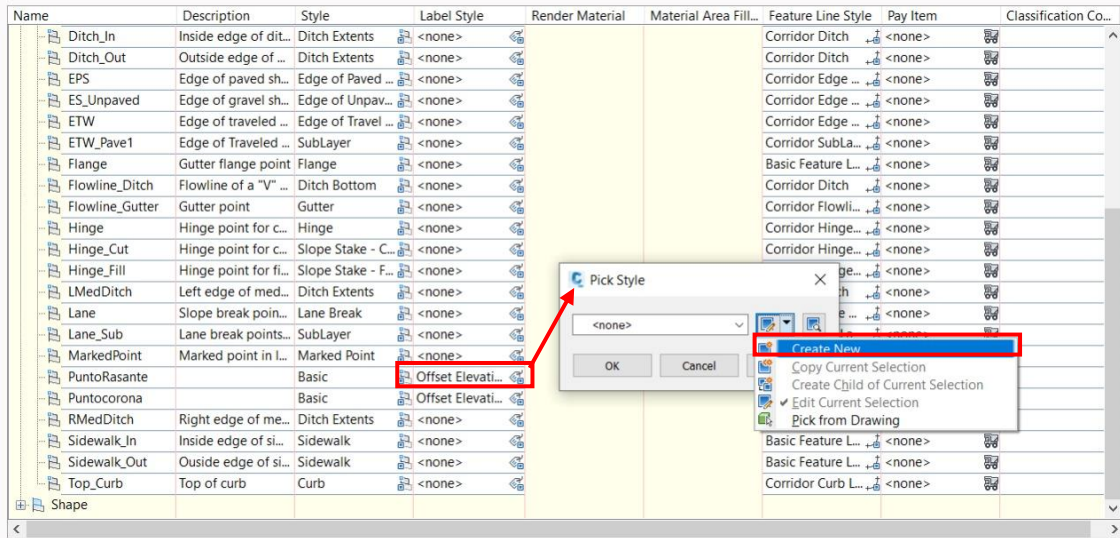 Name Description Style Label Style Render Material Material Area Fill... Feature Line Style Pay Item Classification Co...
Ditch_In Inside edge of dit... Ditch Extents <none> Corridor Ditch <none>
Ditch_Out Outside edge of ... Ditch Extents <none> Corridor Ditch <none>
EPS Edge of paved sh... Edge of Paved ... <none> Corridor Edge ... <none>
ES_Unpaved Edge of gravel sh... Edge of Unpav... <none> Corridor Edge ... <none>
ETW Edge of traveled ... Edge of Travel ... <none> Corridor Edge ... <none>
ETW_Pave1 Edge of Traveled ... SubLayer <none> Corridor SubLa... <none>
Flange Gutter flange point Flange <none> Basic Feature L... <none>
Flowline_Ditch Flowline of a "V" ... Ditch Bottom <none> Corridor Ditch <none>
Flowline_Gutter Gutter point Gutter <none> Corridor Flowli... <none>
Hinge Hinge point for c... Hinge <none> Corridor Hinge... <none>
Hinge_Cut Hinge point for c... Slope Stake - C... <none> Corridor Hinge... <none>
Hinge_Fill Hinge point for fi... Slope Stake - F... <none> ge... <none>
LMedDitch Left edge of med... Ditch Extents <none> <none>
Lane Slope break poin... Lane Break <none> <none>
Lane_Sub Lane break points... SubLayer <none>
MarkedPoint Marked point in l... Marked Point <none>
PuntoRasante Basic Offset Elevati...
Puntocorona Basic Offset Elevati...
RMedDitch Right edge of me... Ditch Extents <none>
Sidewalk_In Inside edge of si... Sidewalk <none> Basic Feature L... <none>
Sidewalk_Out Ouside edge of si... Sidewalk <none> Basic Feature L... <none>
Top_Curb Top of curb Curb <none> Corridor Curb L... <none>
Shape
Pick Style
<none>
OK Cancel
Create New
Copy Current Selection
Create Child of Current Selection
Edit Current Selection
Pick from Drawing